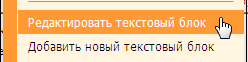 Редактировать текстовый блок
Добавить новый текстовый блок